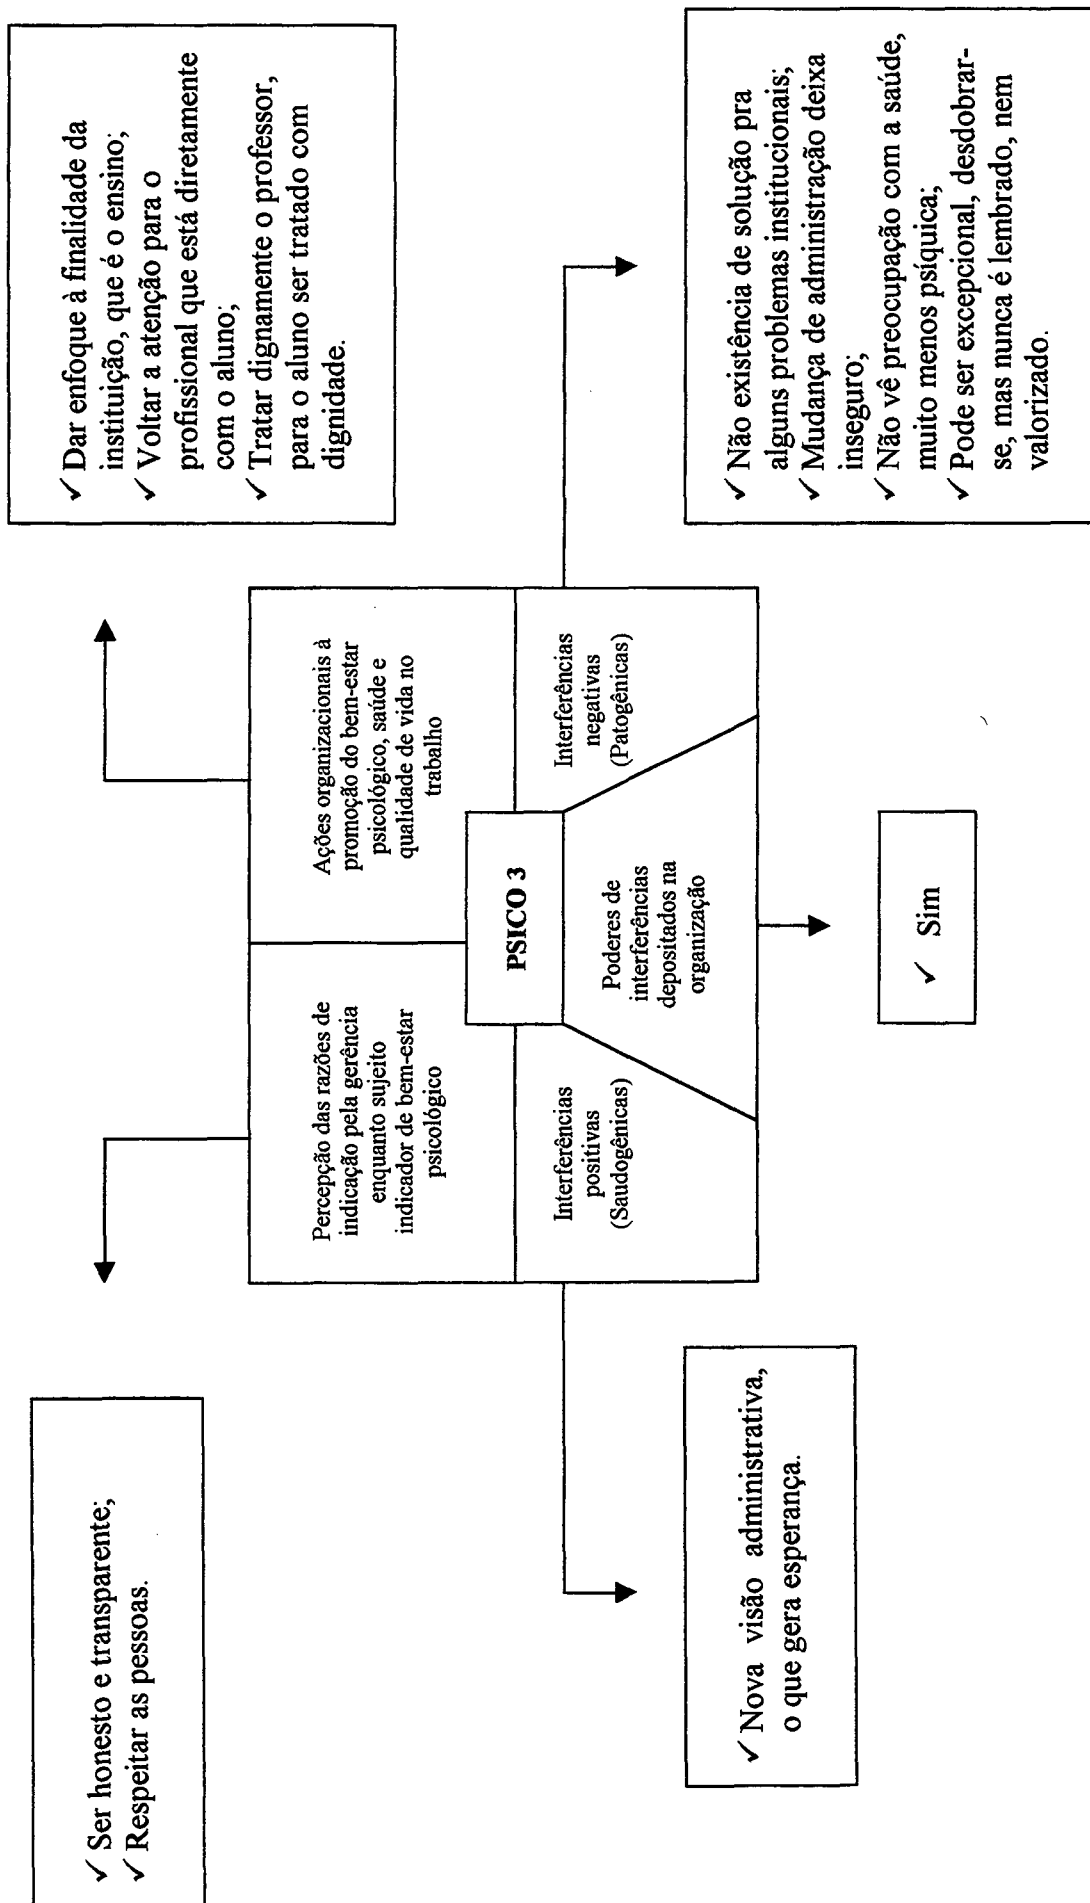 ✓ Ser honesto e transparente;
✓ Respeitar as pessoas.
✓ Dar enfoque à finalidade da
instituição, que é o ensino;
✓ Voltar a atenção para o
profissional que está diretamente
com o aluno;
✓ Tratar dignamente o professor,
para o aluno ser tratado com
dignidade.
Percepção das razões de
indicação pela gerência
enquanto sujeito
indicador de bem-estar
psicológico
Ações organizacionais à
promoção do bem-estar
psicológico, saúde e
qualidade de vida no
trabalho
PSICO 3
Interferências
positivas
(Saudogênicas)
Poderes de
interferências
depositados na
organização
Interferências
negativas
(Patogênicas)
✓ Nova visão administrativa,
o que gera esperança.
✓ Sim
✓ Não existência de solução pra
alguns problemas institucionais;
✓ Mudança de administração deixa
inseguro;
✓ Não vê preocupação com a saúde,
muito menos psíquica;
✓ Pode ser excepcional, desdobrar-
se, mas nunca é lembrado, nem
valorizado.